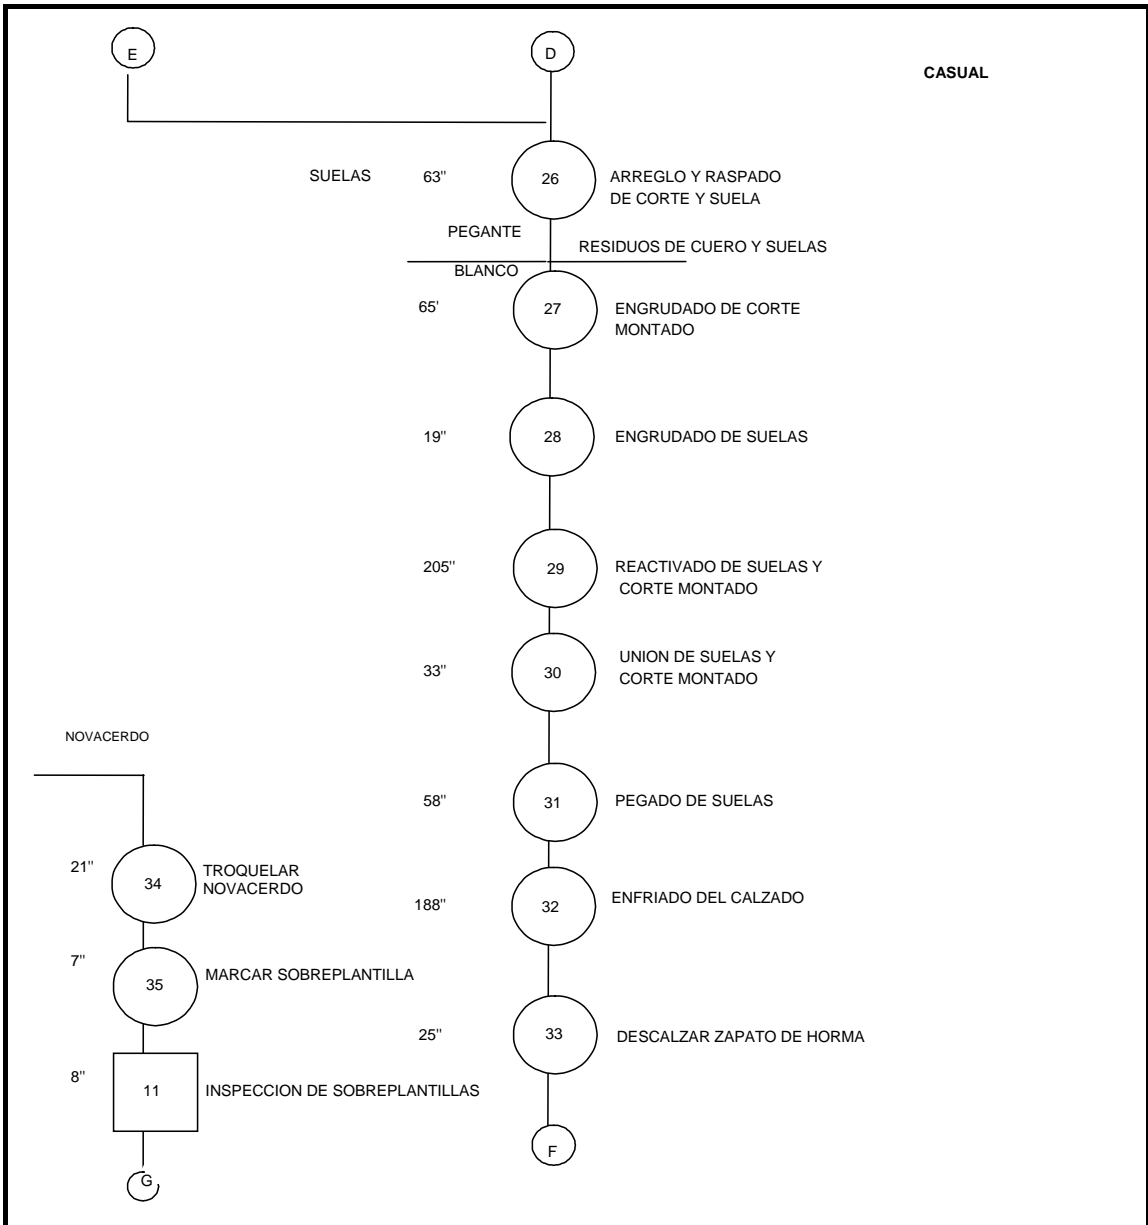 E
D
CASUAL
SUELAS
63"
26
ARREGLO Y RASPADO
DE CORTE Y SUELA
PEGANTE
RESIDUOS DE CUERO Y SUELAS
BLANCO
65'
27
ENGRUDADO DE CORTE
MONTADO
19"
28
ENGRUDADO DE SUELAS
205"
29
REACTIVADO DE SUELAS Y
CORTE MONTADO
33"
30
UNION DE SUELAS Y
CORTE MONTADO
NOVACERDO
58"
31
PEGADO DE SUELAS
21"
34
TROQUELAR
NOVACERDO
188"
32
ENFRIADO DEL CALZADO
7"
35
MARCAR SOBREPLANTILLA
25"
33
DESCALZAR ZAPATO DE HORMA
8"
11
INSPECCION DE SOBREPLANTILLAS
F
G